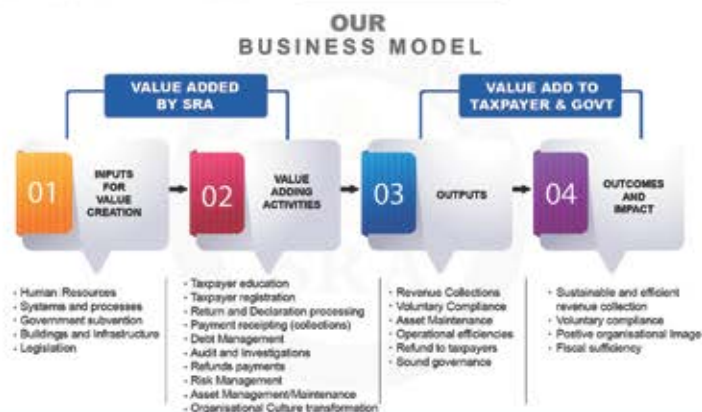 OUR
BUSINESS MODEL
VALUE ADDED
BY SRA
VALUE ADD TO
TAXPAYER & GOVT
01
INPUTS
FOR
VALUE
CREATION
02
VALUE
ADDING
ACTIVITIES
03
OUTPUTS
04
OUTCOMES
AND
IMPACT
- Human Resources
- Systems and processes
- Government subvention
- Buildings and Infrastructure
- Legislation
- Taxpayer education
- Taxpayer registration
- Return and Declaration processing
- Payment receipting (collections)
- Debt Management
- Audit and Investigations
- Refunds payments
- Risk Management
- Asset Management/Maintenance
- Organisational Culture transformation
- Revenue Collections
- Voluntary Compliance
- Asset Maintenance
- Operational efficiencies
- Refund to taxpayers
- Sound governance
- Sustainable and efficient
revenue collection
- Voluntary compliance
- Postive organisational Image
- Fiscal sufficiency
SRA